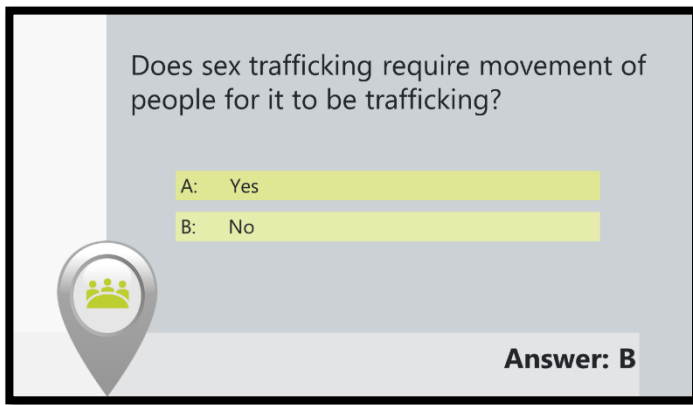 Does sex trafficking require movement of
people for it to be trafficking?
A: Yes
B: No
Answer: B